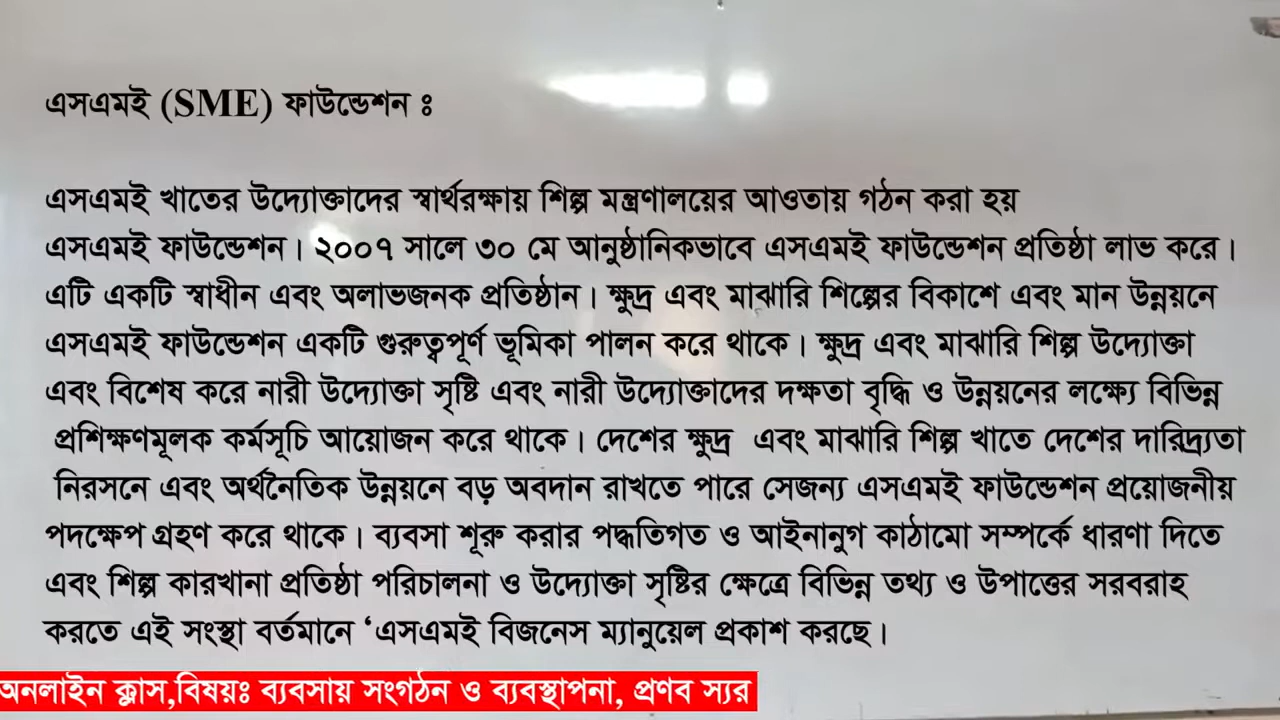 এসএমই (SME) ফাউন্ডেশন ঃ
এসএমই খাতের উদ্যোক্তাদের স্বার্থরক্ষায় শিল্প মন্ত্রণালয়ের আওতায় গঠন করা হয়
এসএমই ফাউন্ডেশন। ২০০৭ সালে ৩০ মে আনুষ্ঠানিকভাবে এসএমই ফাউন্ডেশন প্রতিষ্ঠা লাভ করে।
এটি একটি স্বাধীন এবং অলাভজনক প্রতিষ্ঠান। ক্ষুদ্র এবং মাঝারি শিল্পের বিকাশে এবং মান উন্নয়নে
এসএমই ফাউন্ডেশন একটি গুরুত্বপূর্ণ ভূমিকা পালন করে থাকে। ক্ষুদ্র এবং মাঝারি শিল্প উদ্যোক্তা
এবং বিশেষ করে নারী উদ্যোক্তা সৃষ্টি এবং নারী উদ্যোক্তাদের দক্ষতা বৃদ্ধি ও উন্নয়নের লক্ষ্যে বিভিন্ন
প্রশিক্ষণমূলক কর্মসূচি আয়োজন করে থাকে। দেশের ক্ষুদ্র এবং মাঝারি শিল্প খাতে দেশের দারিদ্র্যতা
নিরসনে এবং অর্থনৈতিক উন্নয়নে বড় অবদান রাখতে পারে সেজন্য এসএমই ফাউন্ডেশন প্রয়োজনীয়
পদক্ষেপ গ্রহণ করে থাকে। ব্যবসা শূরু করার পদ্ধতিগত ও আইনানুগ কাঠামো সম্পর্কে ধারণা দিতে
এবং শিল্প কারখানা প্রতিষ্ঠা পরিচালনা ও উদ্যোক্তা সৃষ্টির ক্ষেত্রে বিভিন্ন তথ্য ও উপাত্তের সরবরাহ
করতে এই সংস্থা বর্তমানে ‘এসএমই বিজনেস ম্যানুয়েল প্রকাশ করছে।
অনলাইন ক্লাস,বিষয়ঃ ব্যবসায় সংগঠন ও ব্যবস্থাপনা, প্রণব স্যর